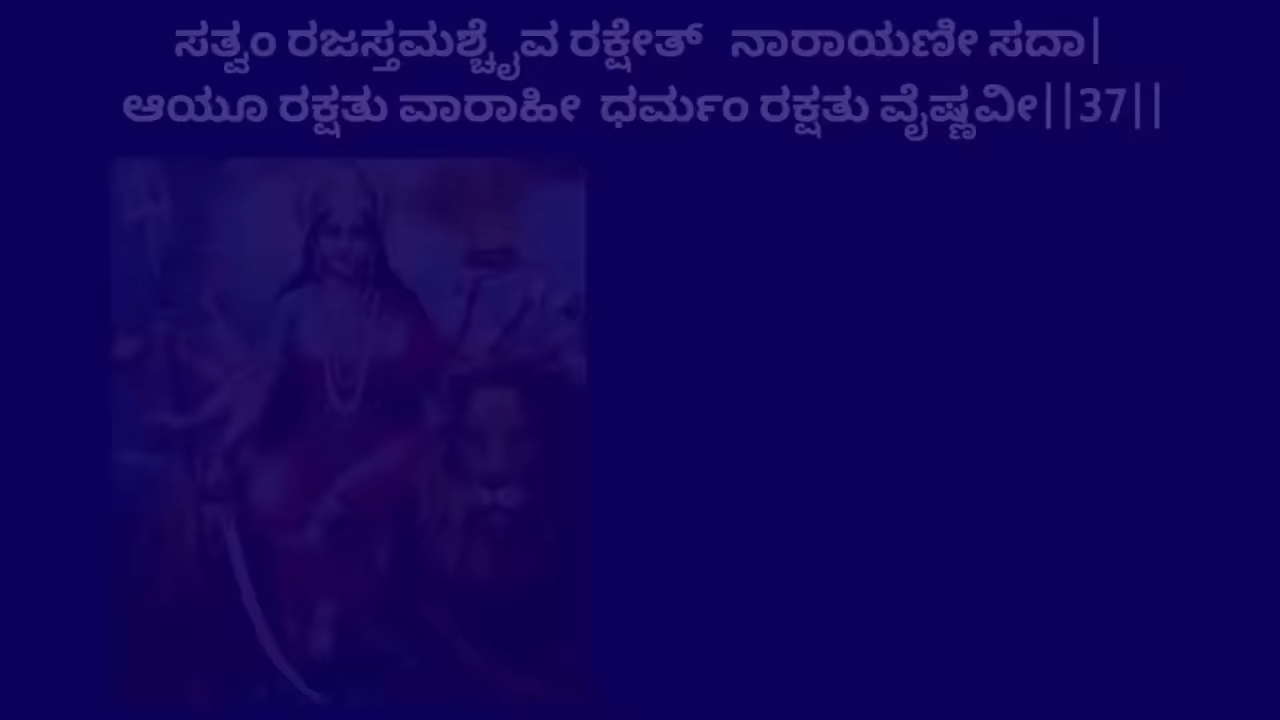 ಸತ್ವಂ ರಜಸ್ತಮಶ್ಚೈವ ರಕ್ಷೇತ್ ನಾರಾಯಣೀ ಸದಾ|
ಆಯೂ ರಕ್ಷತು ವಾರಾಹೀ ಧರ್ಮಂ ರಕ್ಷತು ವೈಷ್ಣವೀ||37||